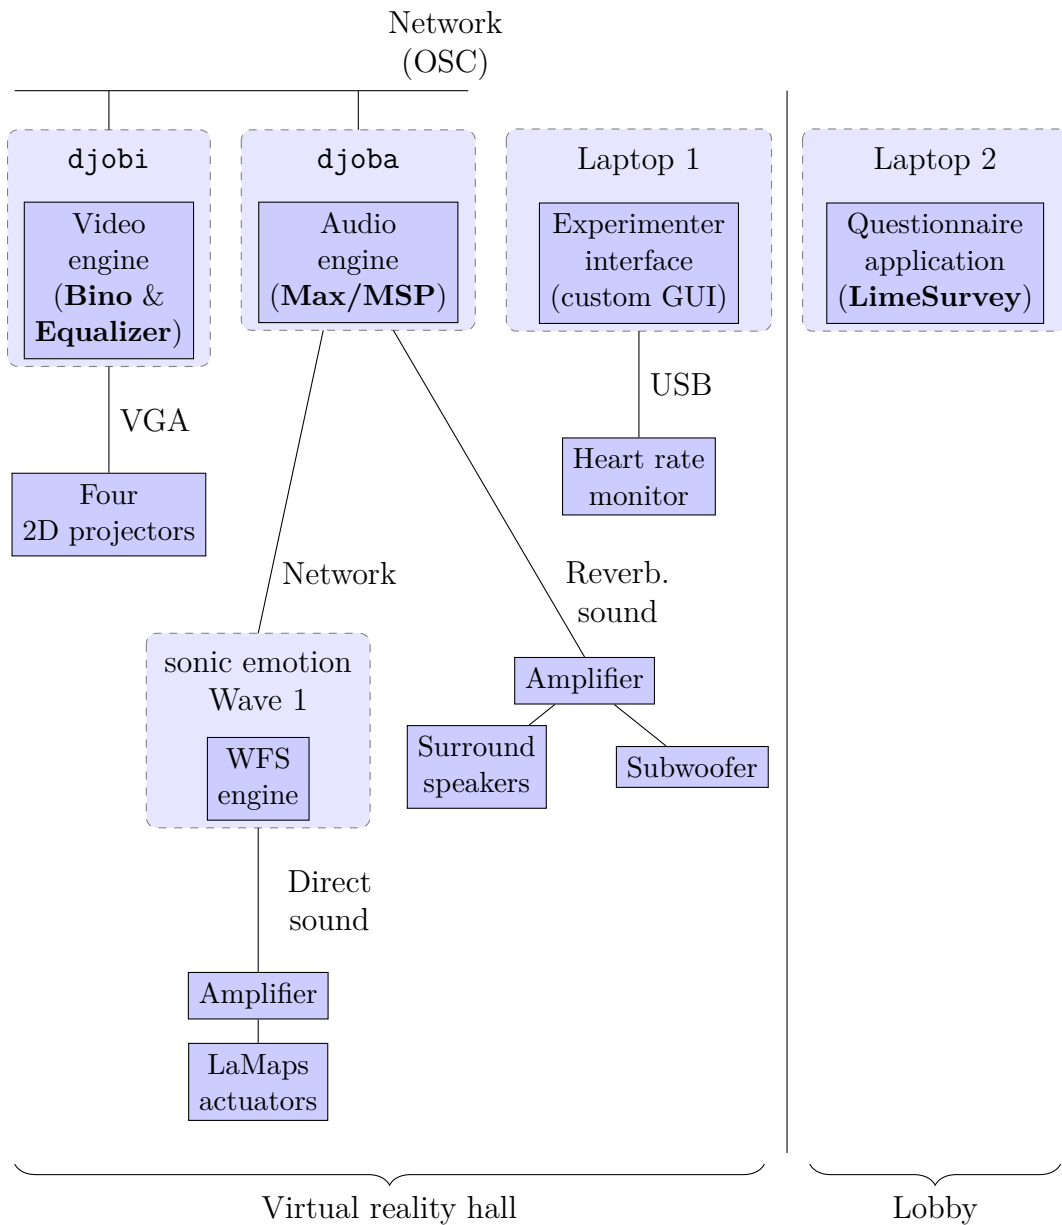 Network
(OSC)
djobi
Video
engine
(Bino &
Equalizer)
djoba
Audio
engine
(Max/MSP)
Laptop 1
Experimenter
interface
(custom GUI)
Laptop 2
Questionnaire
application
(LimeSurvey)
VGA
USB
Four
2D projectors
Heart rate
monitor
Network
Reverb.
sound
sonic emotion
Wave 1
WFS
engine
Amplifier
Surround
speakers
Subwoofer
Direct
sound
Amplifier
LaMaps
actuators
Virtual reality hall
Lobby